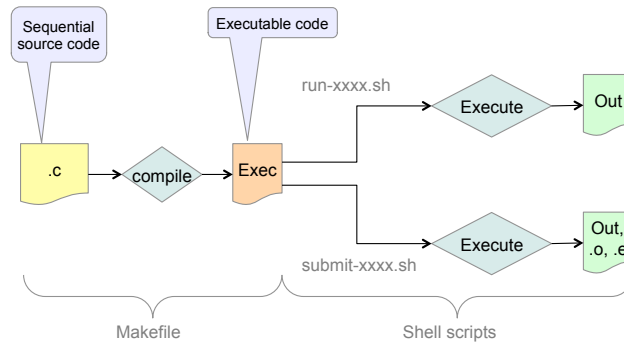 Sequential
source code
Executable code
run-xxxx.sh
Execute
Out
.c
compile
Exec
Execute
Out,
.o, .e
submit-xxxx.sh
Makefile
Shell scripts